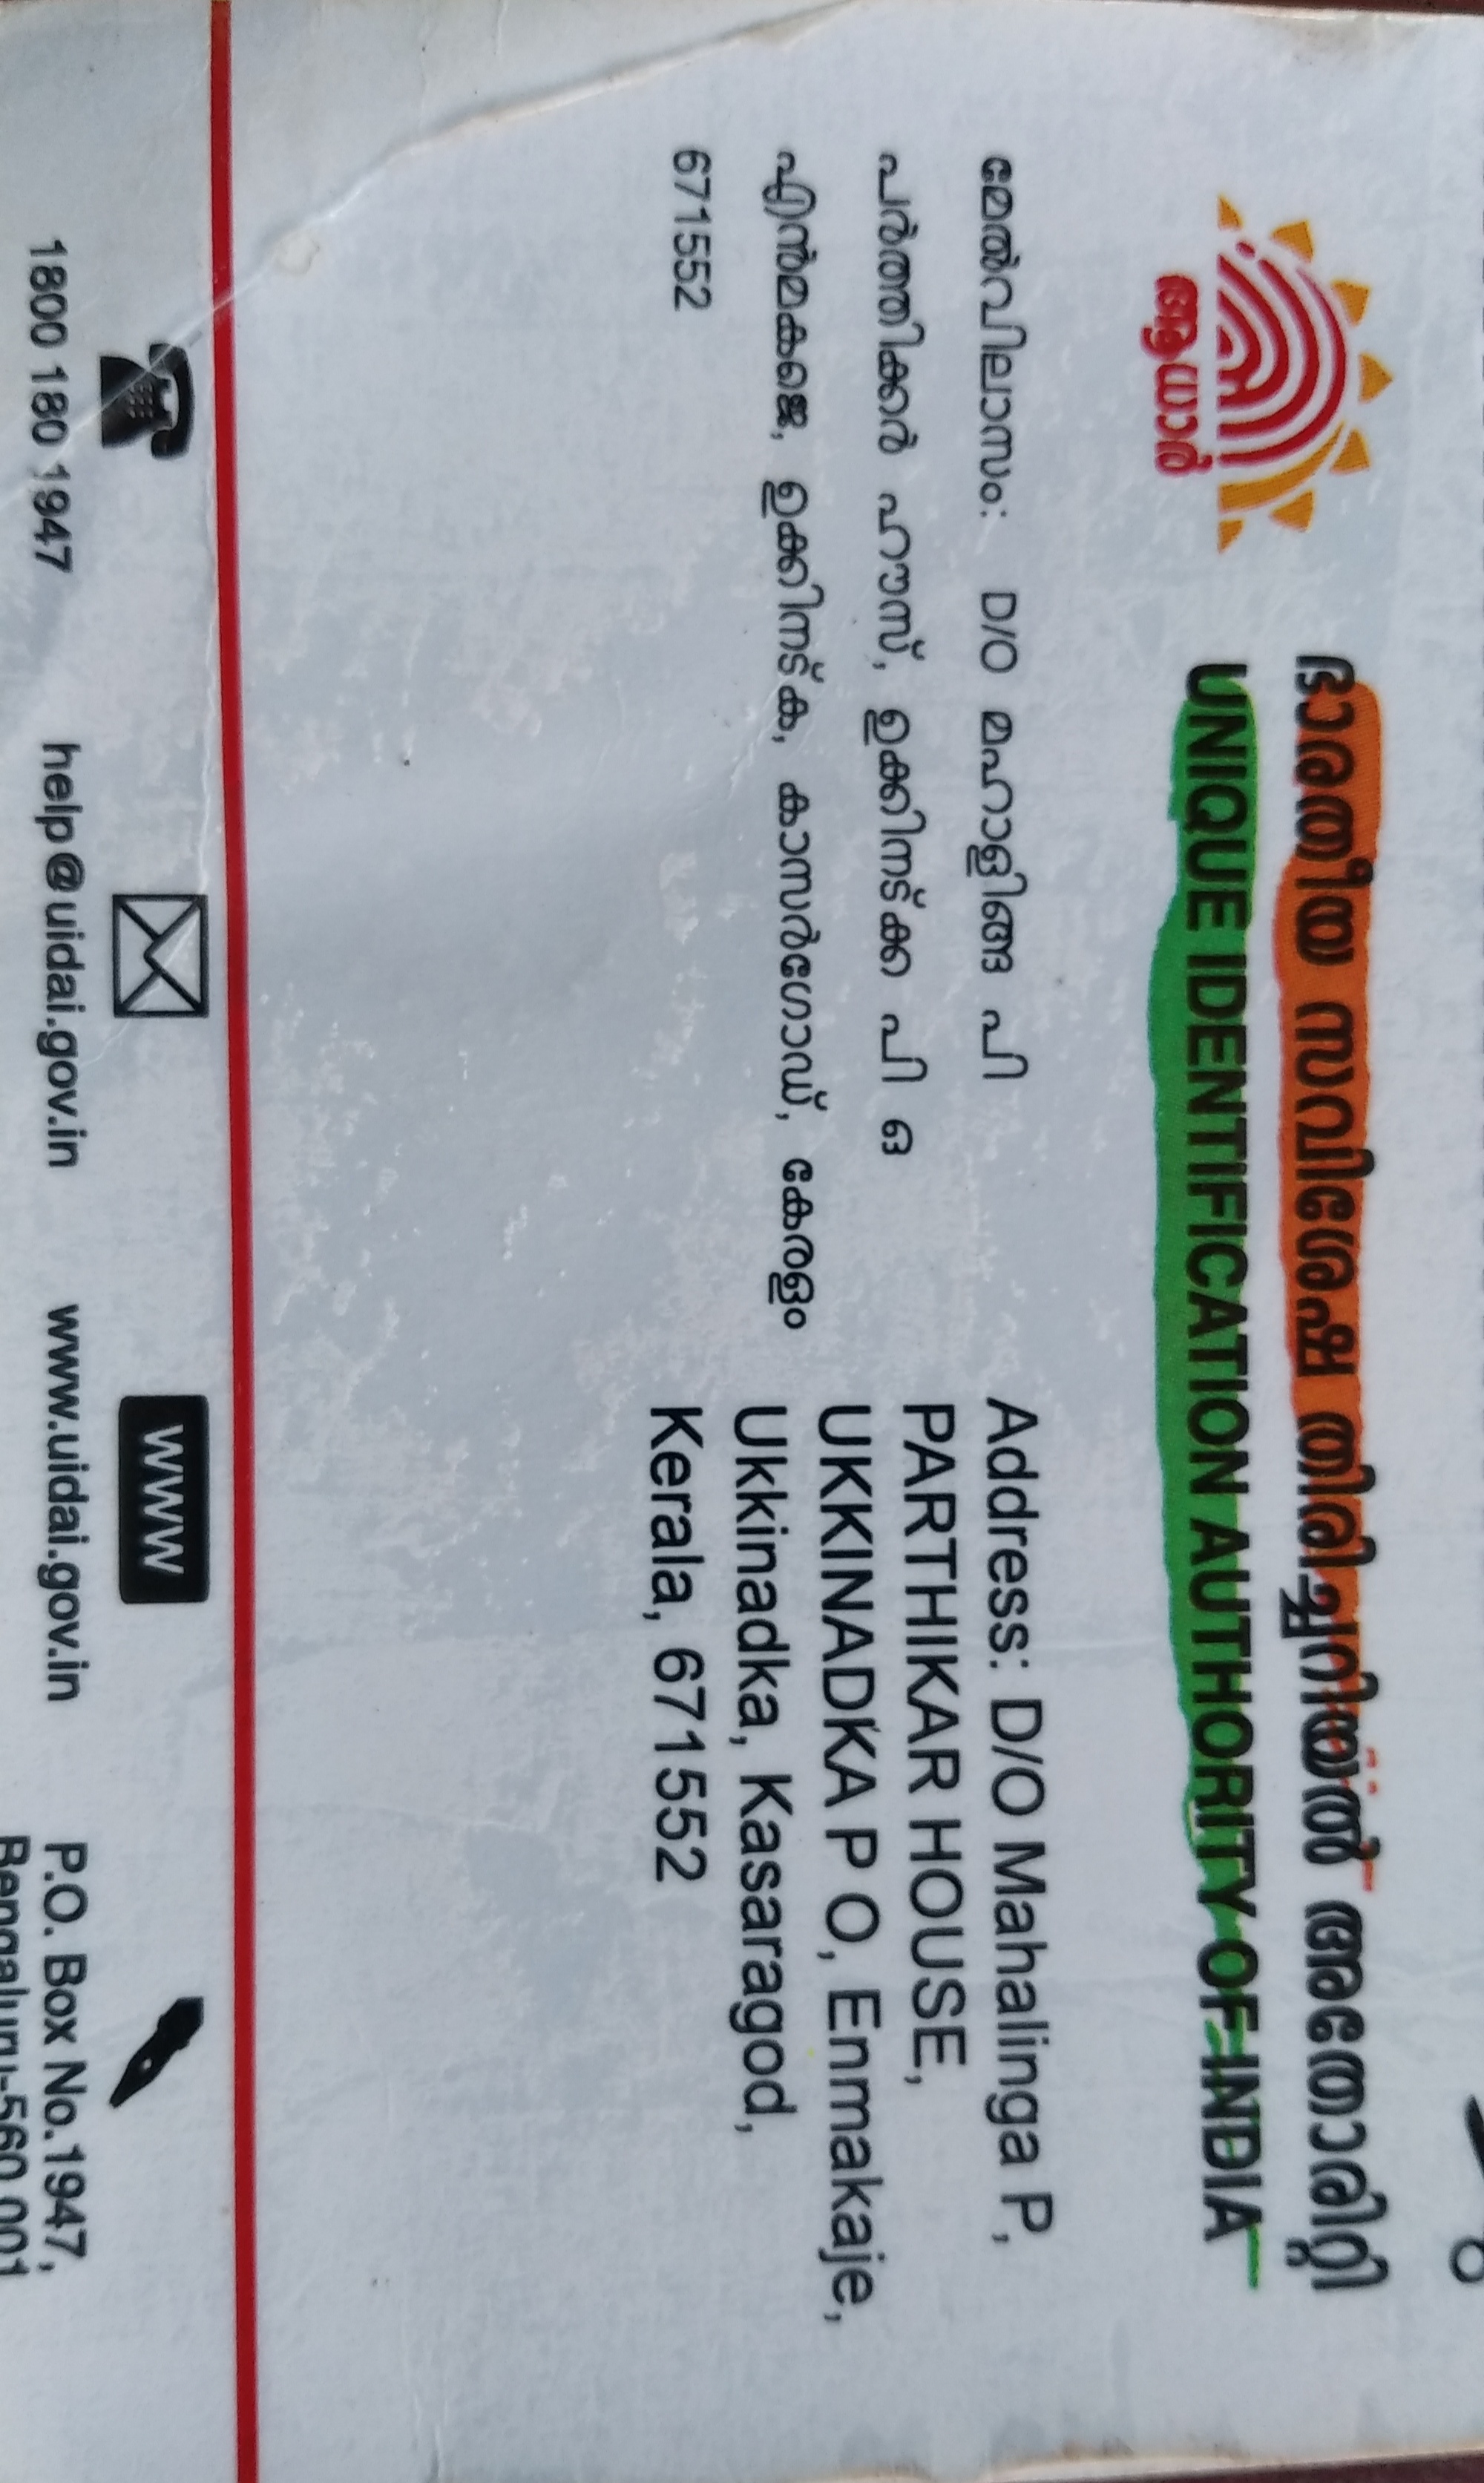 ആധാർ
ഭാരതീയ സവിശേഷ തിരിച്ചറിയൽ അതോരിറ്റി
UNIQUE IDENTIFICATION AUTHORITY OF INDIA
മേൽവിലാസം: D/O മഹാളിങ്ങ പി
പർത്തിക്കർ ഹൗസ്, ഉക്കിനട്ക്ക പി ഒ
എൻമകജെ, ഉക്കിനട്ക, കാസർഗോഡ്, കേരളം
671552
Address: D/O Mahalinga P,
PARTHIKAR HOUSE,
UKKINADKA P O, Enmakaje,
Ukkinadka, Kasaragod,
Kerala, 671552
1800 180 1947
help@uidai.gov.in
WWW
www.uidai.gov.in
P.O. Box No.1947,
Bengaluru-560 001